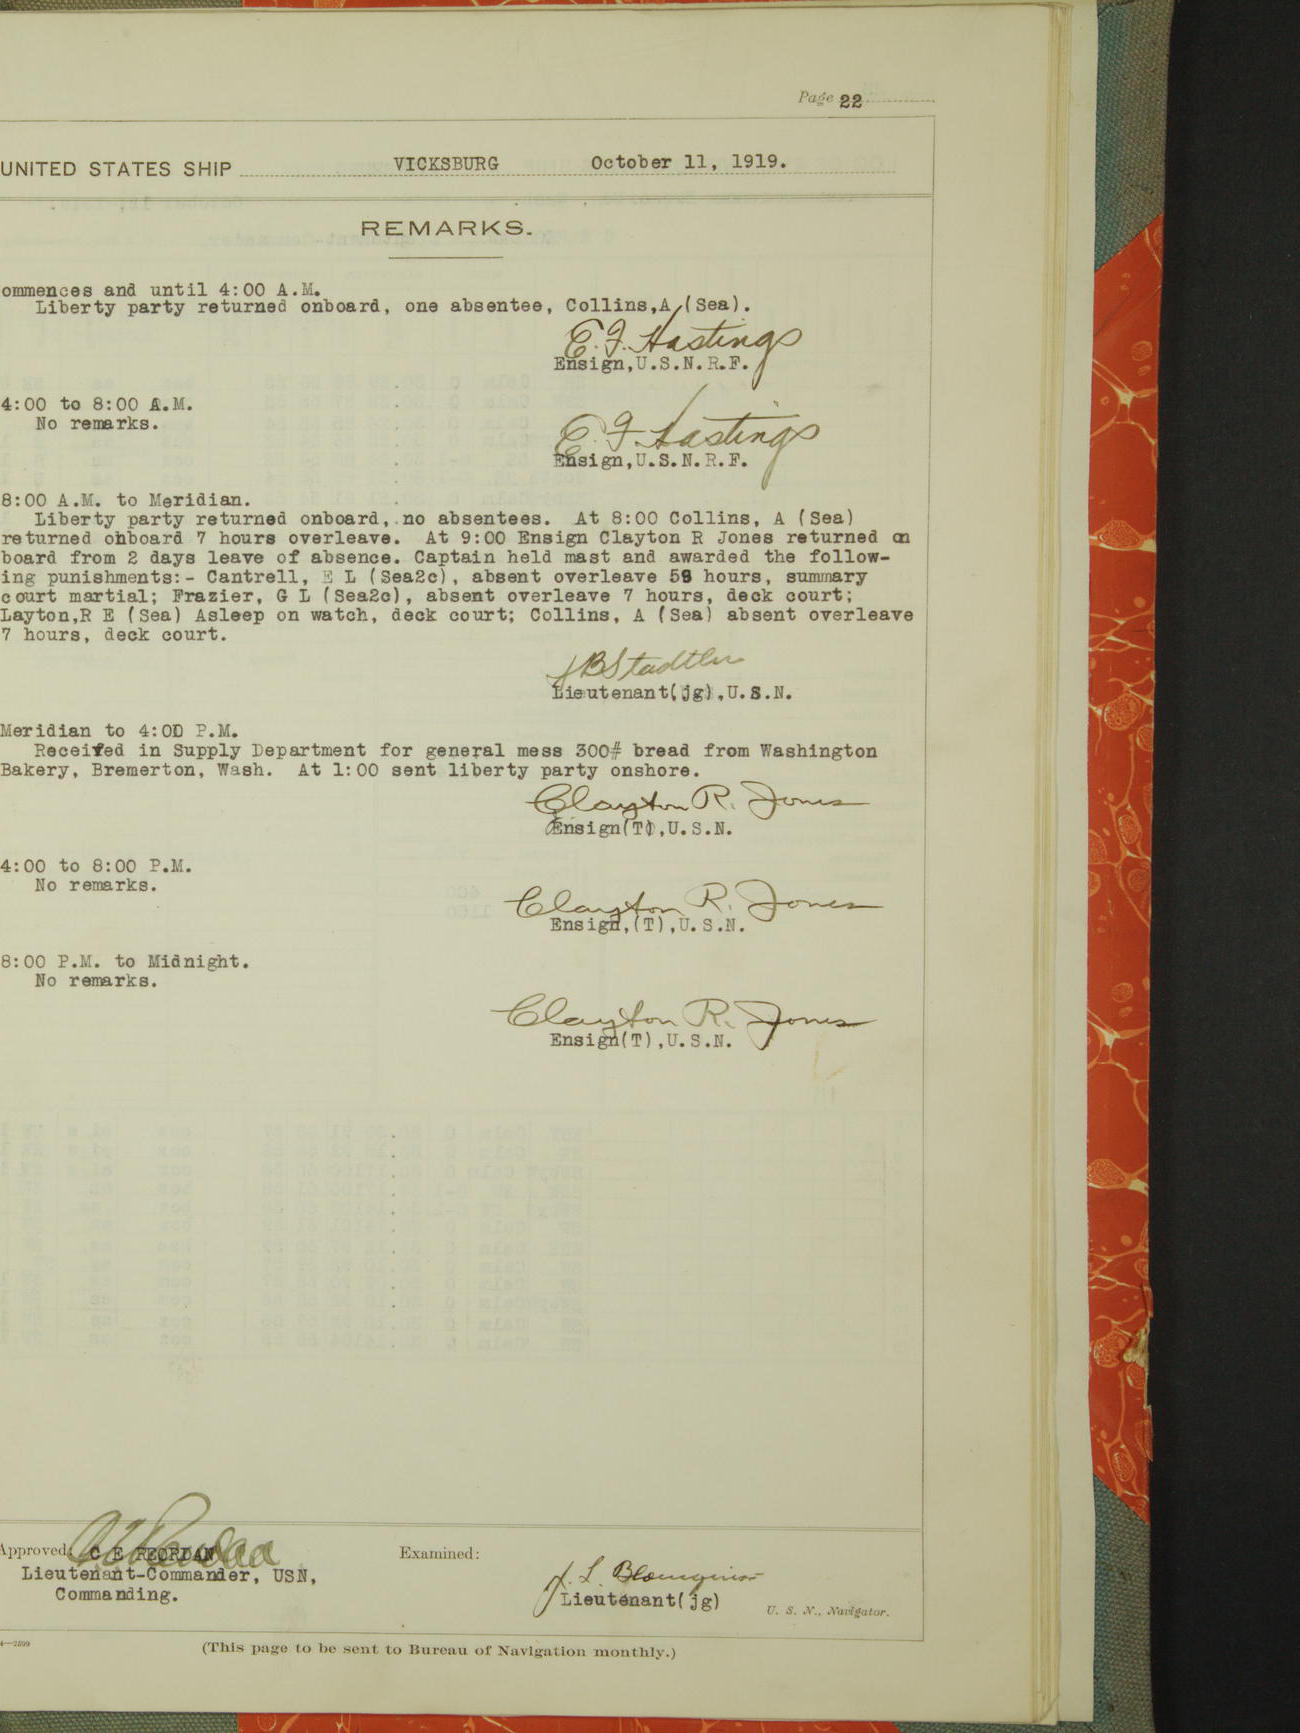 Page 22
UNITED STATES SHIP VICKSBURG October 11, 1919.
REMARKS.
ommences and until 4:00 A.M.
Liberty party returned onboard, one absentee, Collins,A (Sea).
E. F. Hastings
Ensign,U.S.N.R.F.
4:00 to 8:00 A.M.
No remarks.
E. F. Hastings
Ensign,U.S.N.R.F.
8:00 A.M. to Meridian.
Liberty party returned onboard, no absentees. At 8:00 Collins, A (Sea)
returned onboard 7 hours overleave. At 9:00 Ensign Clayton R Jones returned on
board from 2 days leave of absence. Captain held mast and awarded the follow-
ing punishments:- Cantrell, E L (Sea2c), absent overleave hours, summary
court martial; Frazier, G L (Sea2c), absent overleave 7 hours, deck court;
Layton,R E (Sea) Asleep on watch, deck court; Collins, A (Sea) absent overleave
7 hours, deck court.
J B Stadtler
Lieutenant(jg),U.S.N.
Meridian to 4:00 P.M.
Received in Supply Department for general mess 300# bread from Washington
Bakery, Bremerton, Wash. At 1:00 sent liberty party onshore.
Clayton R. Jones
Ensign(T),U.S.N.
4:00 to 8:00 P.M.
No remarks.
Clayton R. Jones
Ensign,(T),U.S.N.
8:00 P.M. to Midnight.
No remarks.
Clayton R. Jones
Ensign(T),U.S.N.
Approved: C E REORDAN
Lieutenant-Commander, USN,
Commanding.
Examined:
Lieutenant(jg) U. S. N., Navigator.
4—2599
(This page to be sent to Bureau of Navigation monthly.)